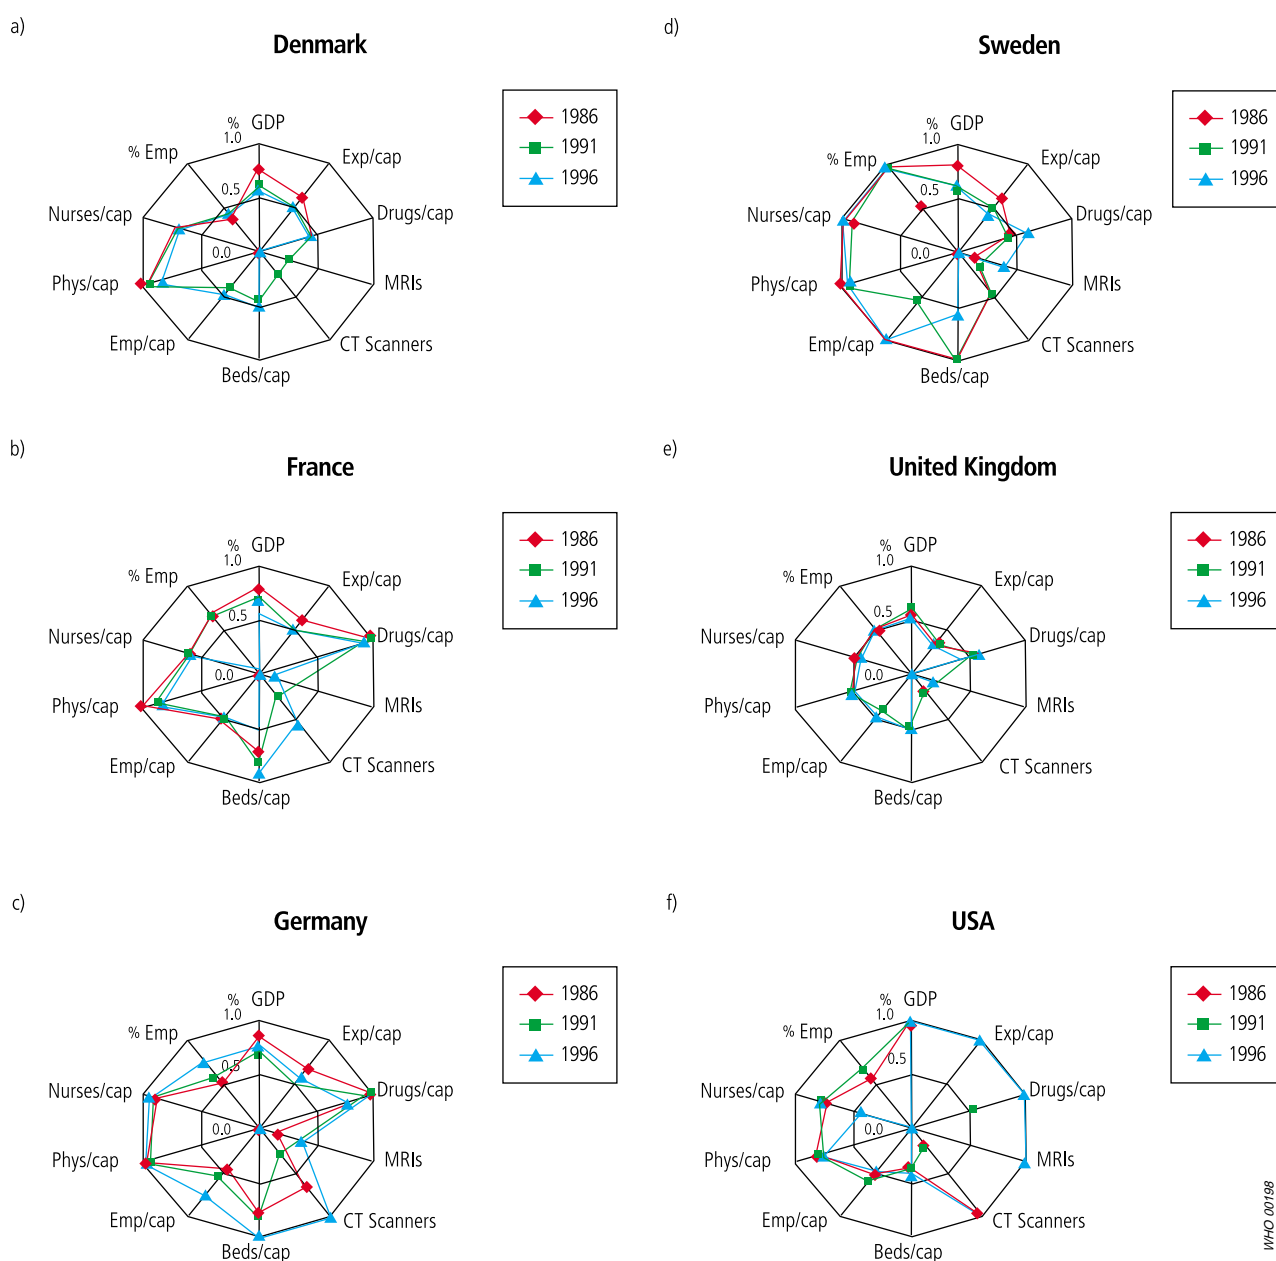 a)
Denmark
1986
1991
1996
%
1.0
GDP
% Emp
Exp/cap
0.5
Nurses/cap
Drugs/cap
0.0
Phys/cap
MRIs
Emp/cap
CT Scanners
Beds/cap
d)
Sweden
1986
1991
1996
%
1.0
GDP
% Emp
Exp/cap
0.5
Nurses/cap
Drugs/cap
0.0
Phys/cap
MRIs
Emp/cap
CT Scanners
Beds/cap
b)
France
1986
1991
1996
%
1.0
GDP
% Emp
Exp/cap
0.5
Nurses/cap
Drugs/cap
0.0
Phys/cap
MRIs
Emp/cap
CT Scanners
Beds/cap
e)
United Kingdom
1986
1991
1996
%
1.0
GDP
% Emp
Exp/cap
0.5
Nurses/cap
Drugs/cap
0.0
Phys/cap
MRIs
Emp/cap
CT Scanners
Beds/cap
c)
Germany
1986
1991
1996
%
1.0
GDP
% Emp
Exp/cap
0.5
Nurses/cap
Drugs/cap
0.0
Phys/cap
MRIs
Emp/cap
CT Scanners
Beds/cap
f)
USA
1986
1991
1996
%
1.0
GDP
% Emp
Exp/cap
0.5
Nurses/cap
Drugs/cap
0.0
Phys/cap
MRIs
Emp/cap
CT Scanners
Beds/cap
WHO 00198